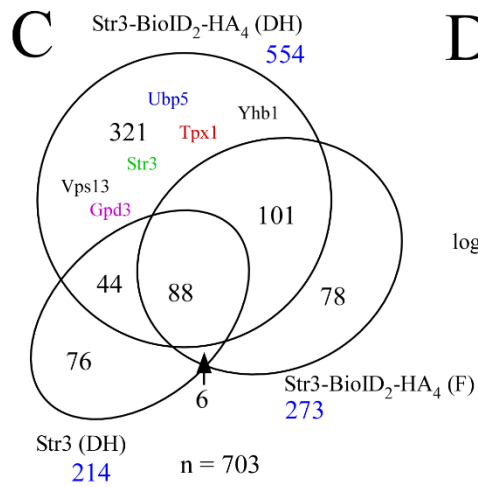 C
D
Str3-BioID2-HA4 (DH)
554
Ubp5
321
Tpx1
Yhb1
Str3
Vps13
Gpd3
101
44
88
78
76
log
6
Str3-BioID2-HA4 (F)
273
Str3 (DH)
214
n = 703